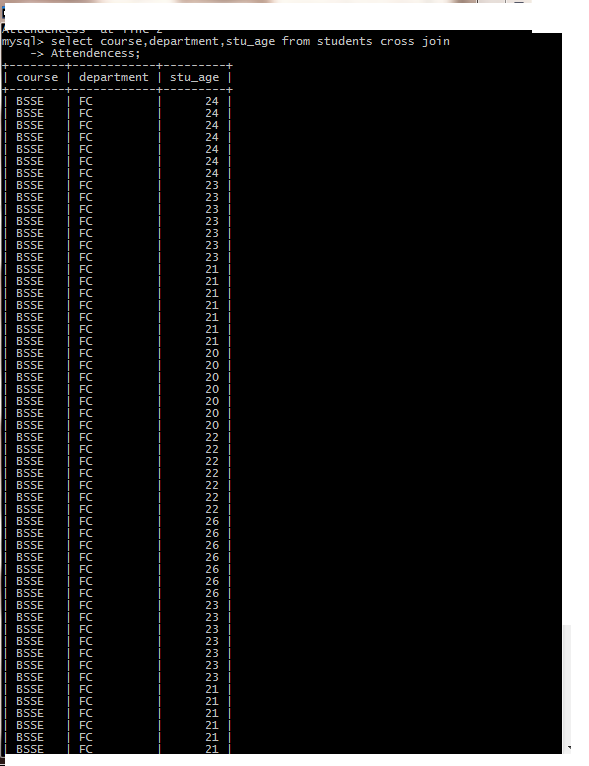 Attendencess' at line 2
mysql> select course,department,stu_age from students cross join
    -> Attendencess;
+--------+------------+---------+
| course | department | stu_age |
+--------+------------+---------+
| BSSE   | FC         |      24 |
| BSSE   | FC         |      24 |
| BSSE   | FC         |      24 |
| BSSE   | FC         |      24 |
| BSSE   | FC         |      24 |
| BSSE   | FC         |      24 |
| BSSE   | FC         |      24 |
| BSSE   | FC         |      23 |
| BSSE   | FC         |      23 |
| BSSE   | FC         |      23 |
| BSSE   | FC         |      23 |
| BSSE   | FC         |      23 |
| BSSE   | FC         |      23 |
| BSSE   | FC         |      23 |
| BSSE   | FC         |      21 |
| BSSE   | FC         |      21 |
| BSSE   | FC         |      21 |
| BSSE   | FC         |      21 |
| BSSE   | FC         |      21 |
| BSSE   | FC         |      21 |
| BSSE   | FC         |      21 |
| BSSE   | FC         |      20 |
| BSSE   | FC         |      20 |
| BSSE   | FC         |      20 |
| BSSE   | FC         |      20 |
| BSSE   | FC         |      20 |
| BSSE   | FC         |      20 |
| BSSE   | FC         |      20 |
| BSSE   | FC         |      22 |
| BSSE   | FC         |      22 |
| BSSE   | FC         |      22 |
| BSSE   | FC         |      22 |
| BSSE   | FC         |      22 |
| BSSE   | FC         |      22 |
| BSSE   | FC         |      22 |
| BSSE   | FC         |      26 |
| BSSE   | FC         |      26 |
| BSSE   | FC         |      26 |
| BSSE   | FC         |      26 |
| BSSE   | FC         |      26 |
| BSSE   | FC         |      26 |
| BSSE   | FC         |      26 |
| BSSE   | FC         |      23 |
| BSSE   | FC         |      23 |
| BSSE   | FC         |      23 |
| BSSE   | FC         |      23 |
| BSSE   | FC         |      23 |
| BSSE   | FC         |      23 |
| BSSE   | FC         |      23 |
| BSSE   | FC         |      21 |
| BSSE   | FC         |      21 |
| BSSE   | FC         |      21 |
| BSSE   | FC         |      21 |
| BSSE   | FC         |      21 |
| BSSE   | FC         |      21 |